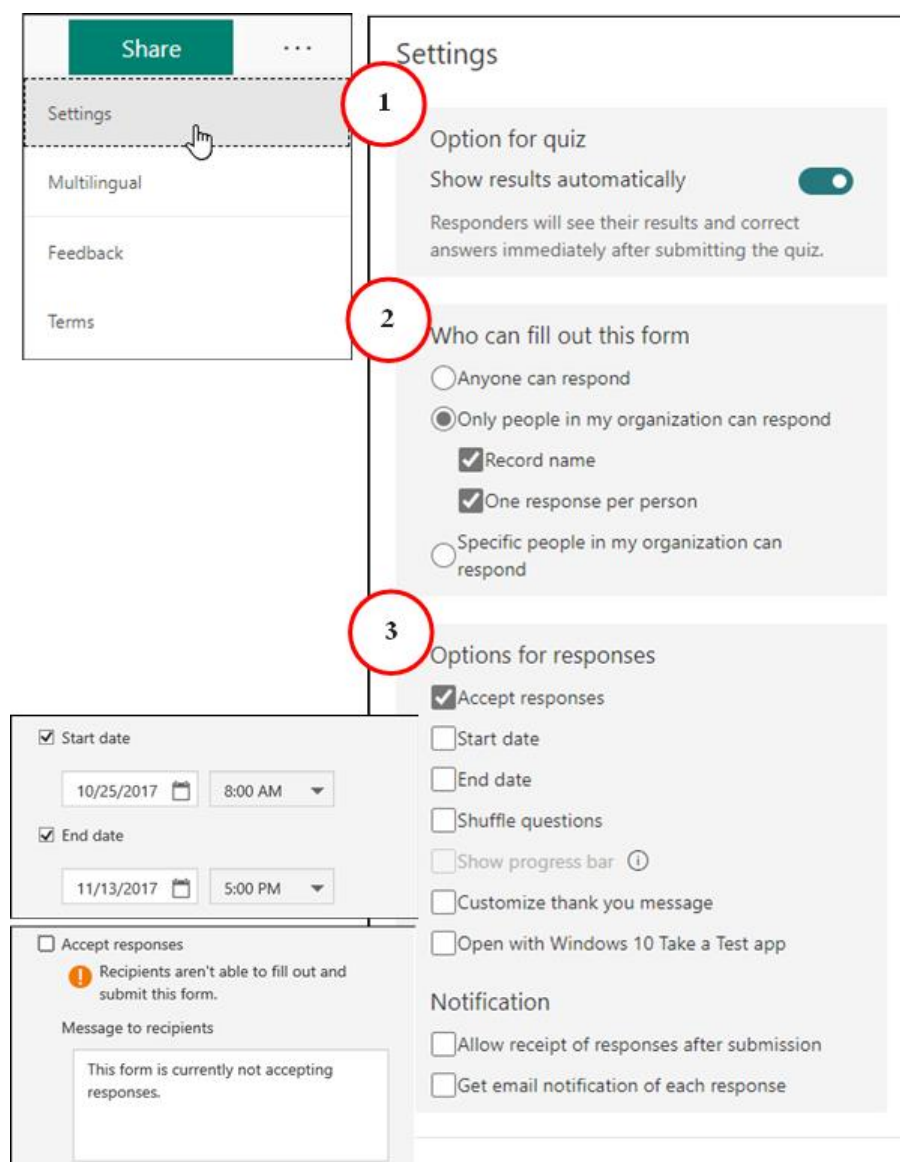 Share ...
Settings
Multilingual
Feedback
Terms
Settings
1
Option for quiz
Show results automatically
Responders will see their results and correct
answers immediately after submitting the quiz.
2
Who can fill out this form
Anyone can respond
Only people in my organization can respond
Record name
One response per person
Specific people in my organization can
respond
3
Options for responses
Accept responses
Start date
End date
Shuffle questions
Show progress bar
Customize thank you message
Open with Windows 10 Take a Test app
Notification
Allow receipt of responses after submission
Get email notification of each response
Start date
10/25/2017 8:00 AM
End date
11/13/2017 5:00 PM
Accept responses
Recipients aren't able to fill out and
submit this form.
Message to recipients
This form is currently not accepting
responses.